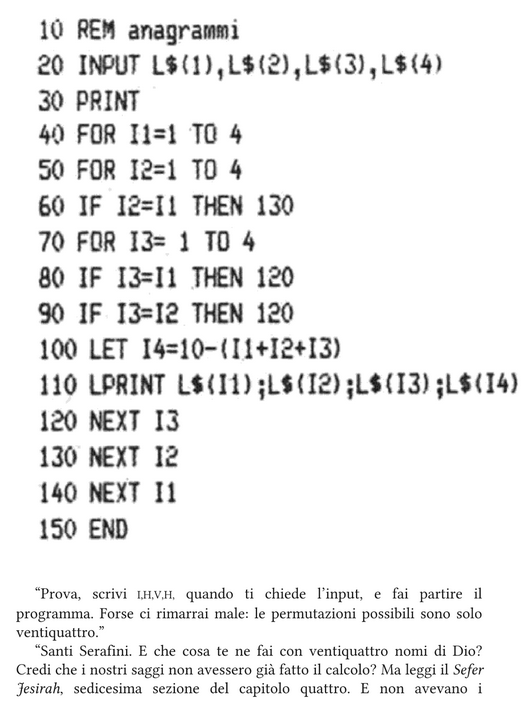 10 REM anagrammi
20 INPUT L$(1),L$(2),L$(3),L$(4)
30 PRINT
40 FOR I1=1 TO 4
50 FOR I2=1 TO 4
60 IF I2=I1 THEN 130
70 FOR I3= 1 TO 4
80 IF I3=I1 THEN 120
90 IF I3=I2 THEN 120
100 LET I4=10-(I1+I2+I3)
110 LPRINT L$(I1);L$(I2);L$(I3);L$(I4)
120 NEXT I3
130 NEXT I2
140 NEXT I1
150 END
“Prova, scrivi I,H,V,H, quando ti chiede l’input, e fai partire il
programma. Forse ci rimarrai male: le permutazioni possibili sono solo
ventiquattro.”
“Santi Serafini. E che cosa te ne fai con ventiquattro nomi di Dio?
Credi che i nostri saggi non avessero già fatto il calcolo? Ma leggi il Sefer
Jesirah, sedicesima sezione del capitolo quattro. E non avevano i